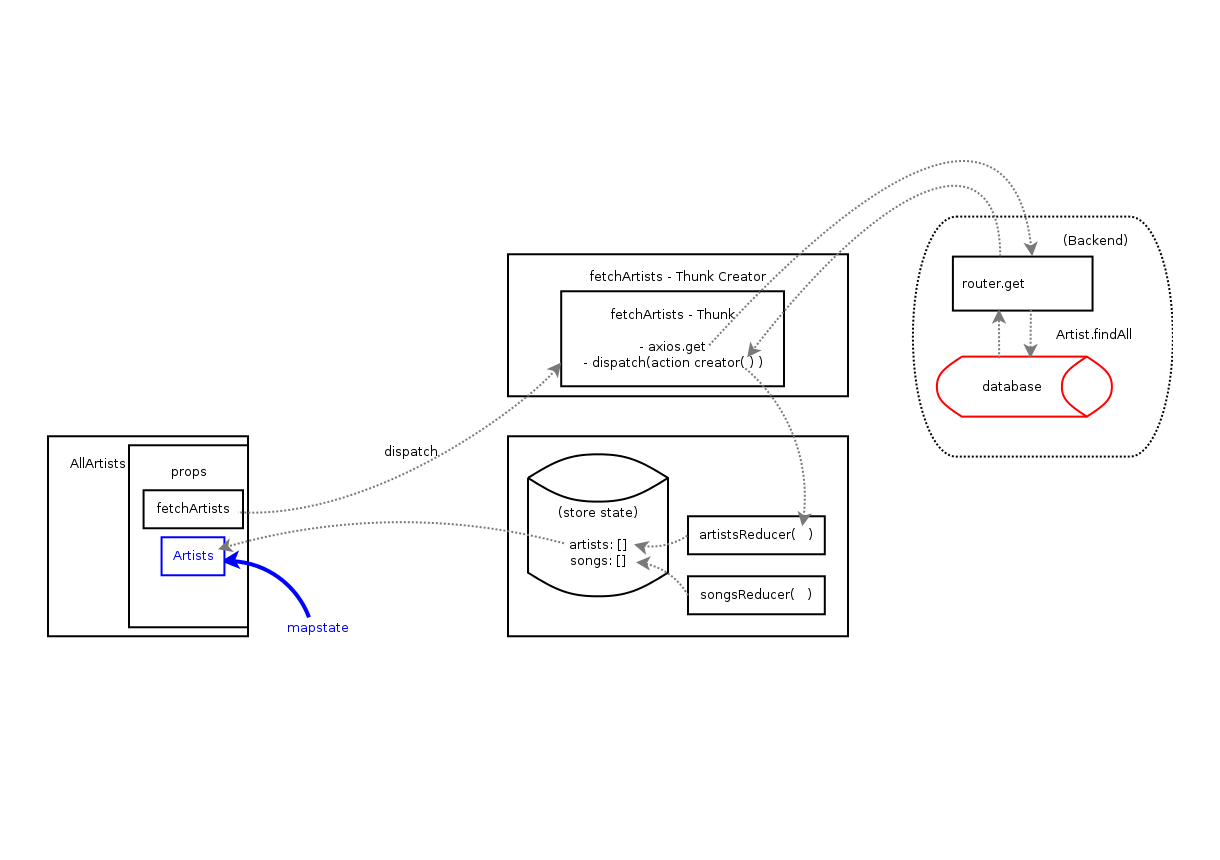 (Backend)
fetchArtists - Thunk Creator
router.get
fetchArtists - Thunk
Artist.findAll
- axios.get
- dispatch(action creator( ) )
database
dispatch
AllArtists
props
fetchArtists
(store state)
artistsReducer(   )
artists: []
songs: []
Artists
songsReducer(   )
mapstate